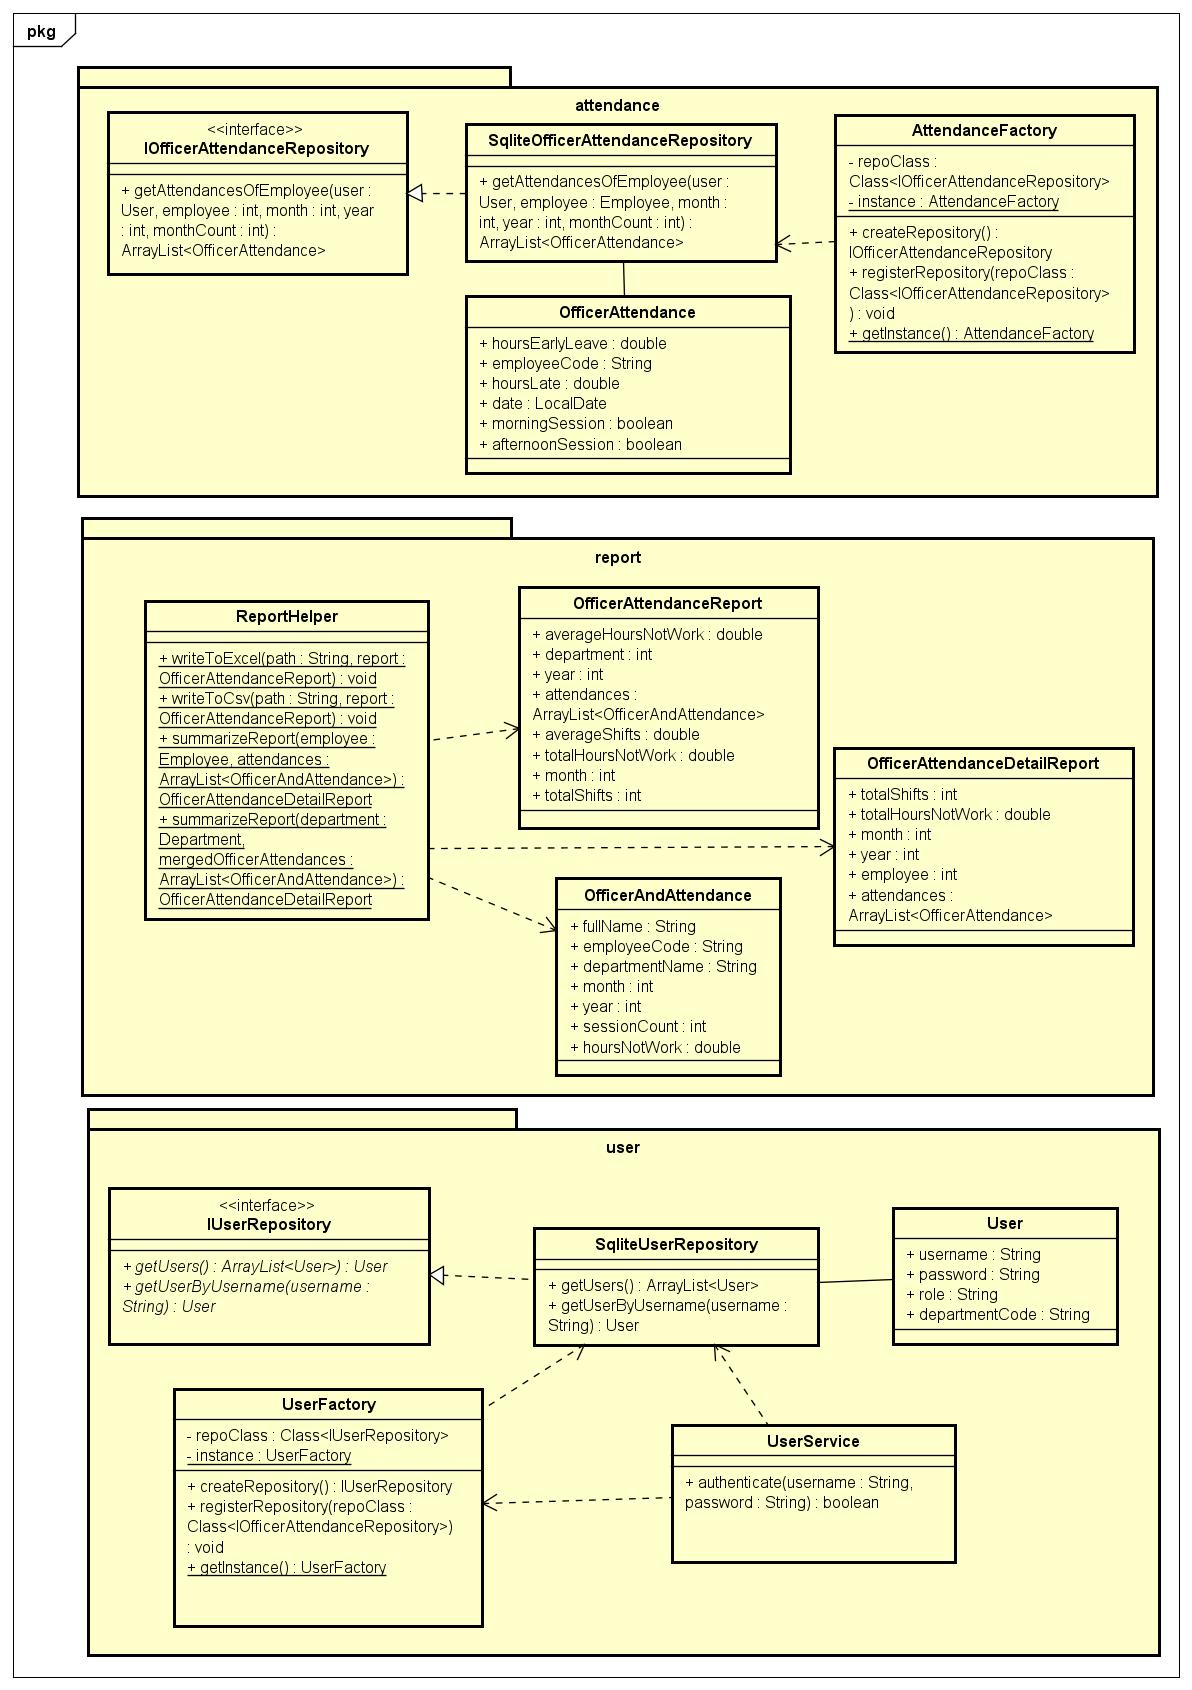 pkg
attendance
<<interface>>
IOfficerAttendanceRepository
+ getAttendancesOfEmployee(user :
User, employee : int, month : int, year
: int, monthCount : int) :
ArrayList<OfficerAttendance>
SqliteOfficerAttendanceRepository
+ getAttendancesOfEmployee(user :
User, employee : Employee, month :
int, year : int, monthCount : int) :
ArrayList<OfficerAttendance>
AttendanceFactory
- repoClass :
Class<IOfficerAttendanceRepository>
- instance : AttendanceFactory
+ createRepository() :
IOfficerAttendanceRepository
+ registerRepository(repoClass :
Class<IOfficerAttendanceRepository>
) : void
+ getInstance() : AttendanceFactory
OfficerAttendance
+ hoursEarlyLeave : double
+ employeeCode : String
+ hoursLate : double
+ date : LocalDate
+ morningSession : boolean
+ afternoonSession : boolean
report
ReportHelper
+ writeToExcel(path : String, report :
OfficerAttendanceReport) : void
+ writeToCsv(path : String, report :
OfficerAttendanceReport) : void
+ summarizeReport(employee :
Employee, attendances :
ArrayList<OfficerAndAttendance>) :
OfficerAttendanceDetailReport
+ summarizeReport(department :
Department,
mergedOfficerAttendances :
ArrayList<OfficerAndAttendance>) :
OfficerAttendanceDetailReport
OfficerAttendanceReport
+ averageHoursNotWork : double
+ department : int
+ year : int
+ attendances :
ArrayList<OfficerAndAttendance>
+ averageShifts : double
+ totalHoursNotWork : double
+ month : int
+ totalShifts : int
OfficerAttendanceDetailReport
+ totalShifts : int
+ totalHoursNotWork : double
+ month : int
+ year : int
+ employee : int
+ attendances :
ArrayList<OfficerAttendance>
OfficerAndAttendance
+ fullName : String
+ employeeCode : String
+ departmentName : String
+ month : int
+ year : int
+ sessionCount : int
+ hoursNotWork : double
user
<<interface>>
IUserRepository
+ getUsers() : ArrayList<User>) : User
+ getUserByUsername(username :
String) : User
SqliteUserRepository
+ getUsers() : ArrayList<User>
+ getUserByUsername(username :
String) : User
User
+ username : String
+ password : String
+ role : String
+ departmentCode : String
UserFactory
- repoClass : Class<IUserRepository>
- instance : UserFactory
+ createRepository() : IUserRepository
+ registerRepository(repoClass :
Class<IOfficerAttendanceRepository>)
: void
+ getInstance() : UserFactory
UserService
+ authenticate(username : String,
password : String) : boolean